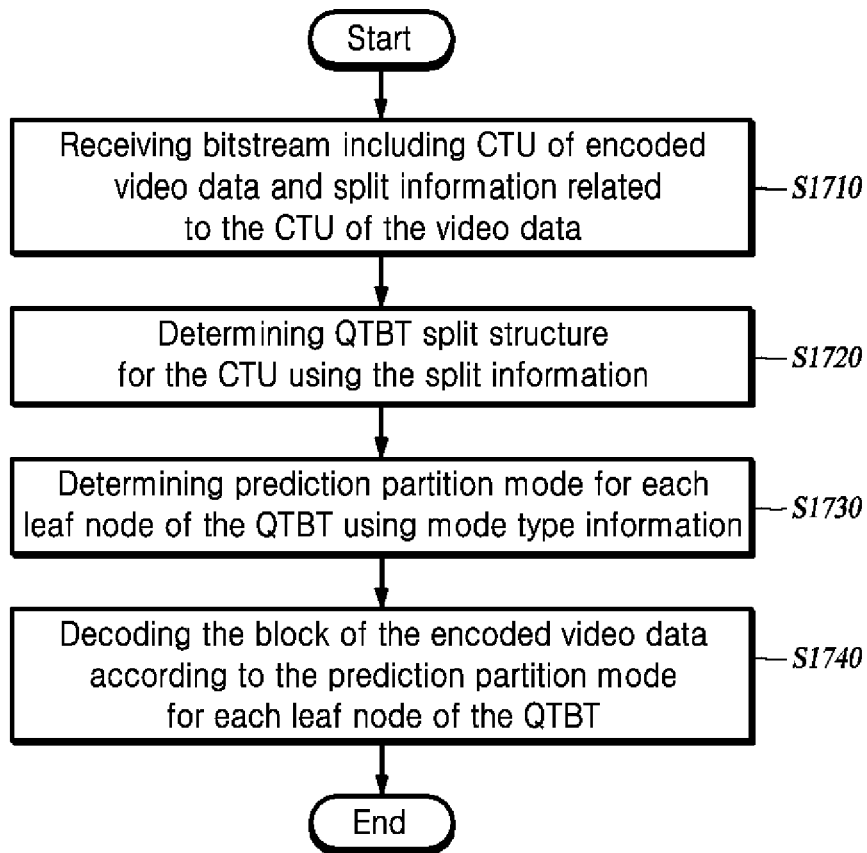 Start
Receiving bitstream including CTU of encoded
video data and split information related
to the CTU of the video data
S1710
Determining QTBT split structure
for the CTU using the split information
S1720
Determining prediction partition mode for each
leaf node of the QTBT using mode type information
S1730
Decoding the block of the encoded video data
according to the prediction partition mode
for each leaf node of the QTBT
S1740
End